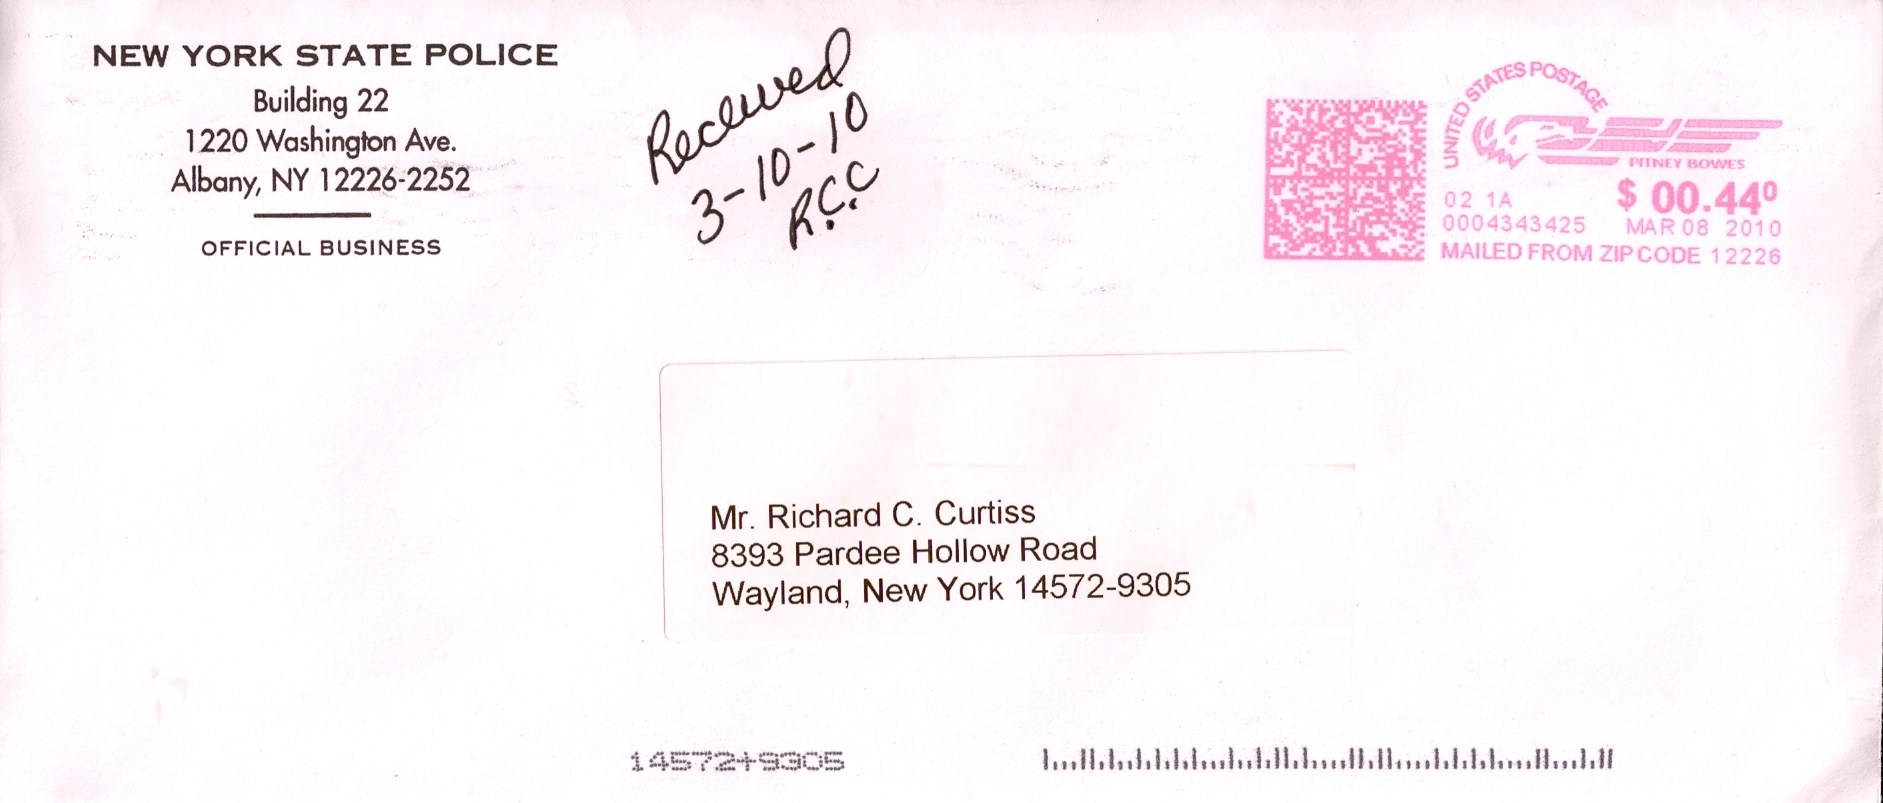 NEW YORK STATE POLICE
Building 22
1220 Washington Ave.
Albany, NY 12226-2252
OFFICIAL BUSINESS
Received
3-10-10
R.C.C
UNITED STATES POSTAGE
PITNEY BOWES
02 1A
$ 00.44⁰
0004343425
MAR 08 2010
MAILED FROM ZIP CODE 12226
Mr. Richard C. Curtiss
8393 Pardee Hollow Road
Wayland, New York 14572-9305
14572+9305